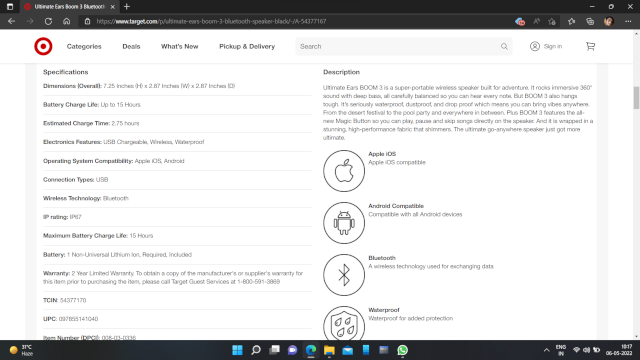 Ultimate Ears Boom 3 Bluetooth
https://www.target.com/p/ultimate-ears-boom-3-bluetooth-speaker-black/-/A-54377167
Categories Deals What's New Pickup & Delivery Search Sign in
Specifications
Dimensions (Overall): 7.25 Inches (H) x 2.87 Inches (W) x 2.87 Inches (D)
Battery Charge Life: Up to 15 Hours
Estimated Charge Time: 2.75 hours
Electronics Features: USB Chargeable, Wireless, Waterproof
Operating System Compatibility: Apple iOS, Android
Connection Types: USB
Wireless Technology: Bluetooth
IP rating: IP67
Maximum Battery Charge Life: 15 Hours
Battery: 1 Non-Universal Lithium Ion, Required, Included
Warranty: 2 Year Limited Warranty. To obtain a copy of the manufacturer's or supplier's warranty for
this item prior to purchasing the item, please call Target Guest Services at 1-800-591-3869
TCIN: 54377170
UPC: 097855141040
Item Number (DPCI): 008-03-0336
Description
Ultimate Ears BOOM 3 is a super-portable wireless speaker built for adventure. It rocks immersive 360°
sound with deep bass, all carefully balanced so you can hear every note. But BOOM 3 also hangs
tough. It's seriously waterproof, dustproof, and drop proof which means you can bring vibes anywhere.
From the desert festival to the pool party and everywhere in between. Plus BOOM 3 features the all-
new Magic Button so you can play, pause and skip songs directly on the speaker. And it is wrapped in a
stunning, high-performance fabric that shimmers. The ultimate go-anywhere speaker just got more
ultimate.
Apple iOS
Apple iOS compatible
Android Compatible
Compatible with all Android devices
Bluetooth
A wireless technology used for exchanging data
Waterproof
Waterproof for added protection
31°C
Haze
ENG
IN
10:17
06-05-2022